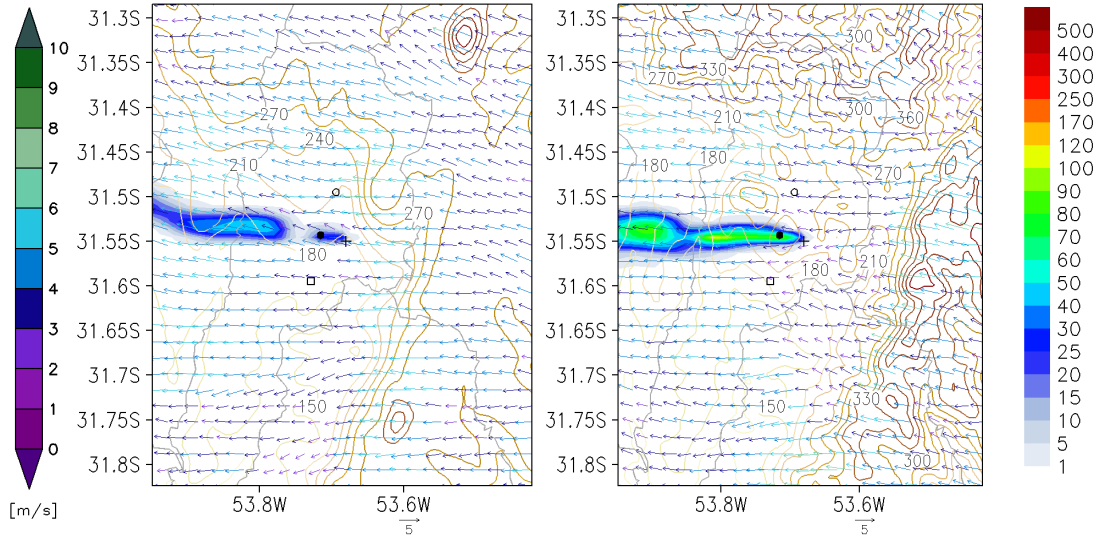 10
9
8
7
6
5
4
3
2
1
0
[m/s]
31.3S
31.35S
31.4S
31.45S
31.5S
31.55S
31.6S
31.65S
31.7S
31.75S
31.8S
270
240
210
270
180
150
53.8W
53.6W
5
31.3S
31.35S
31.4S
31.45S
31.5S
31.55S
31.6S
31.65S
31.7S
31.75S
31.8S
300
330
270
300
360
210
180
180
270
210
180
330
150
300
53.8W
53.6W
5
500
400
300
250
170
120
100
90
80
70
60
50
40
30
25
20
15
10
5
1